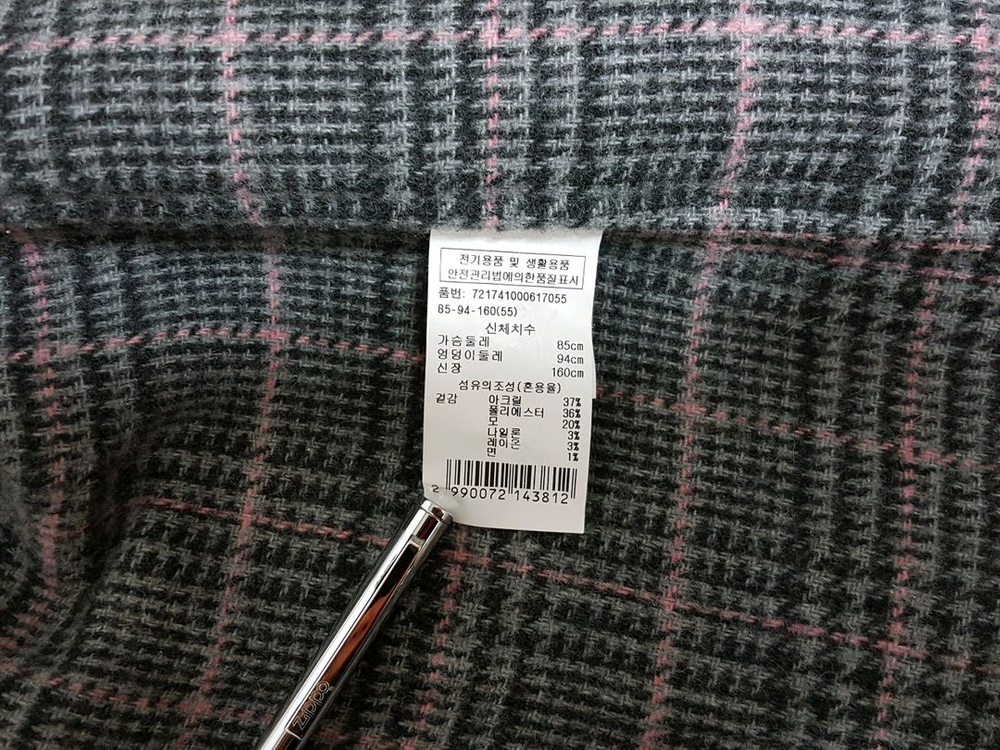 전기용품 및 생활용품
안전관리법에의한품질표시
품번: 721741000617055
85-94-160(55)
신체치수
가슴둘레 85cm
엉덩이둘레 94cm
신장 160cm
섬유의조성(혼용율)
겉감 아크릴 37%
폴리에스터 36%
모 20%
나일론 3%
레이온 3%
면 1%
2 990072 143812
Zippo